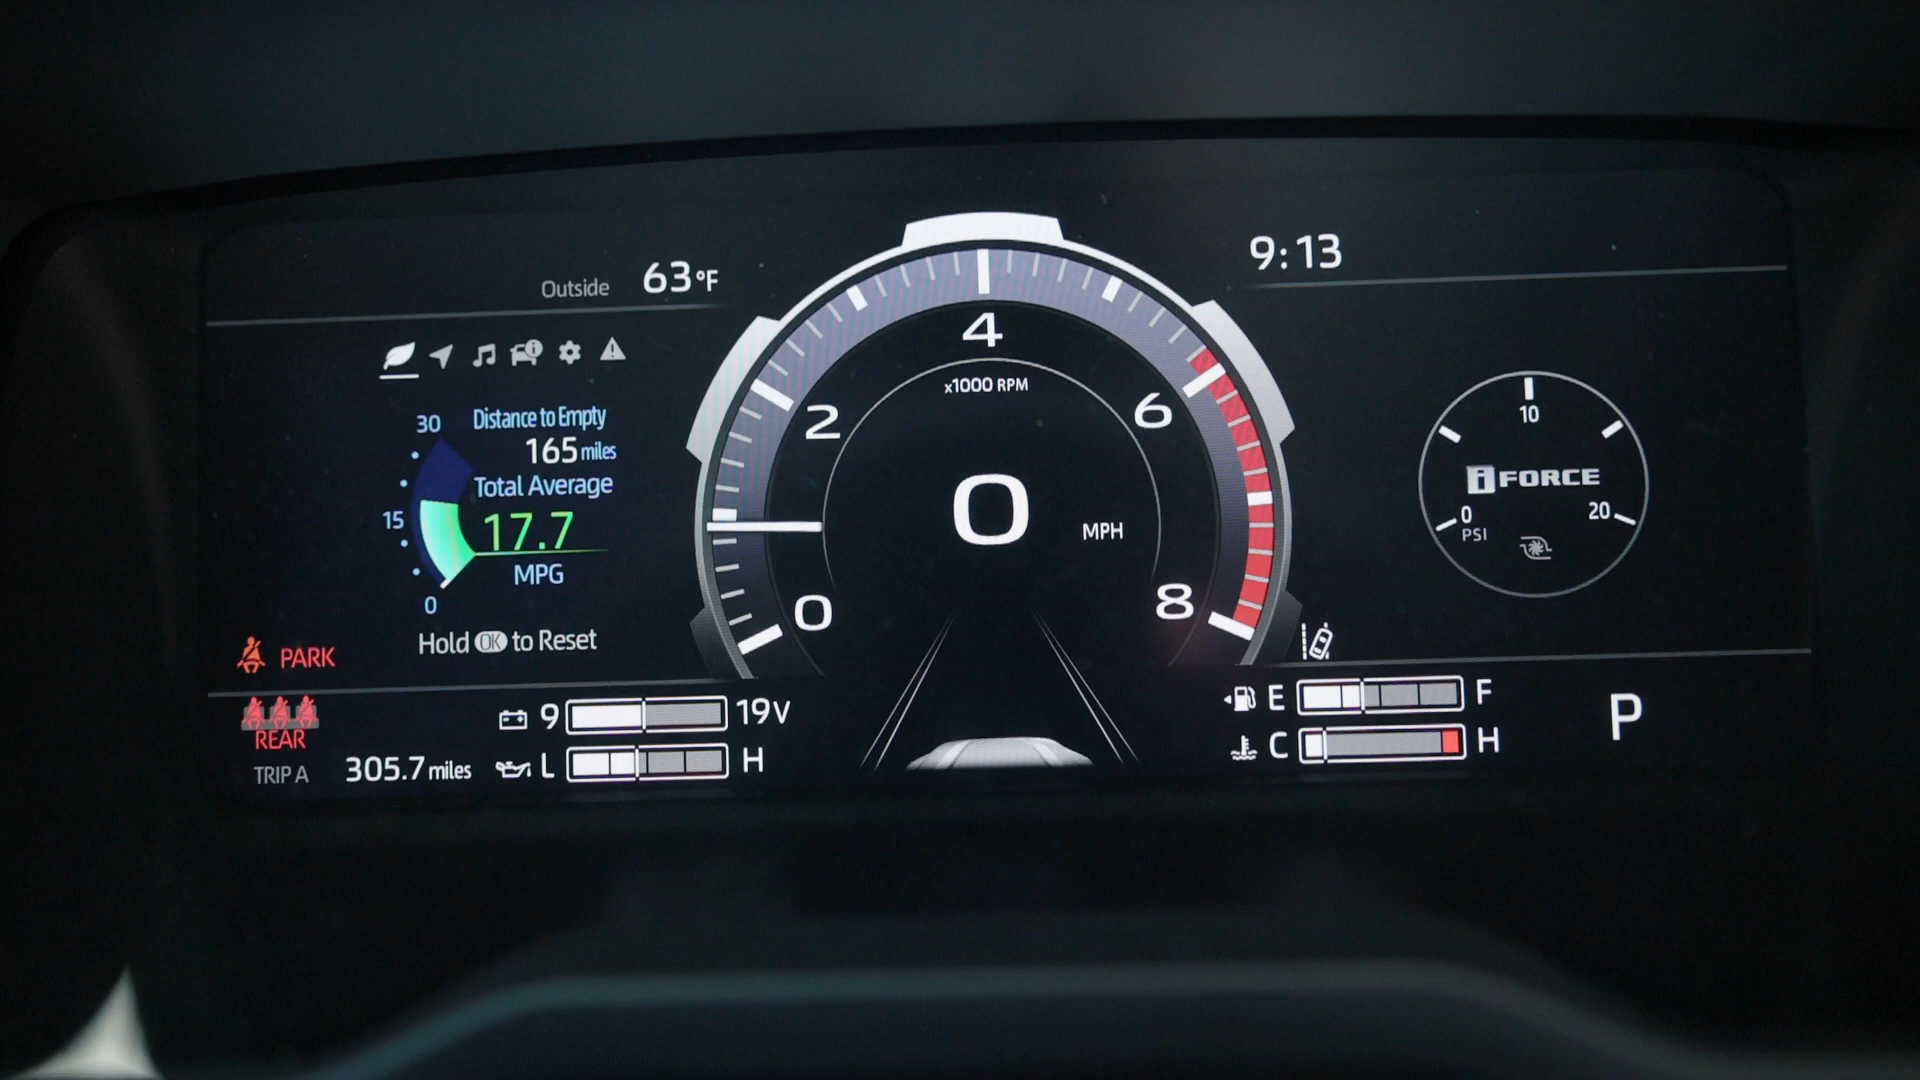 Outside 63°F
9:13
30
Distance to Empty
165 miles
Total Average
15
17.7
MPG
0
Hold OK to Reset
4
x1000 RPM
2
6
0
MPH
0
8
10
i FORCE
0
20
PSI
PARK
REAR
TRIP A 305.7 miles
9 19V
L H
E F
C H
P